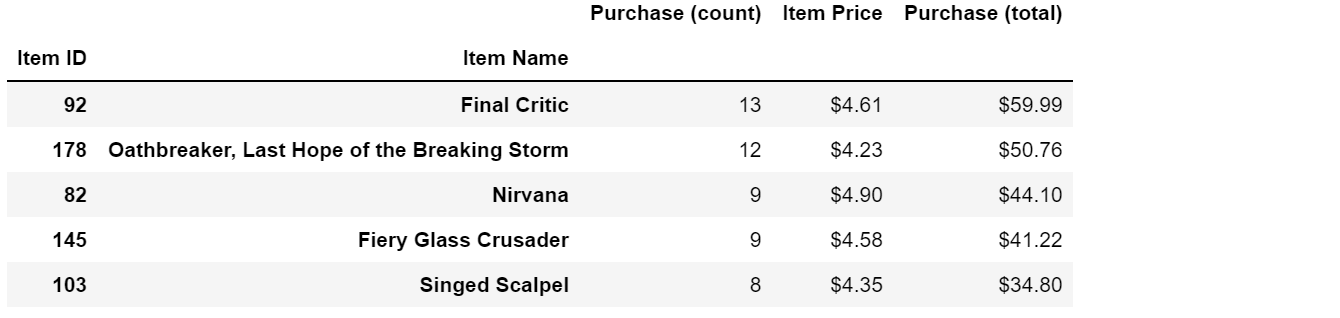 Purchase (count) Item Price Purchase (total)
Item ID Item Name
92 Final Critic 13 $4.61 $59.99
178 Oathbreaker, Last Hope of the Breaking Storm 12 $4.23 $50.76
82 Nirvana 9 $4.90 $44.10
145 Fiery Glass Crusader 9 $4.58 $41.22
103 Singed Scalpel 8 $4.35 $34.80